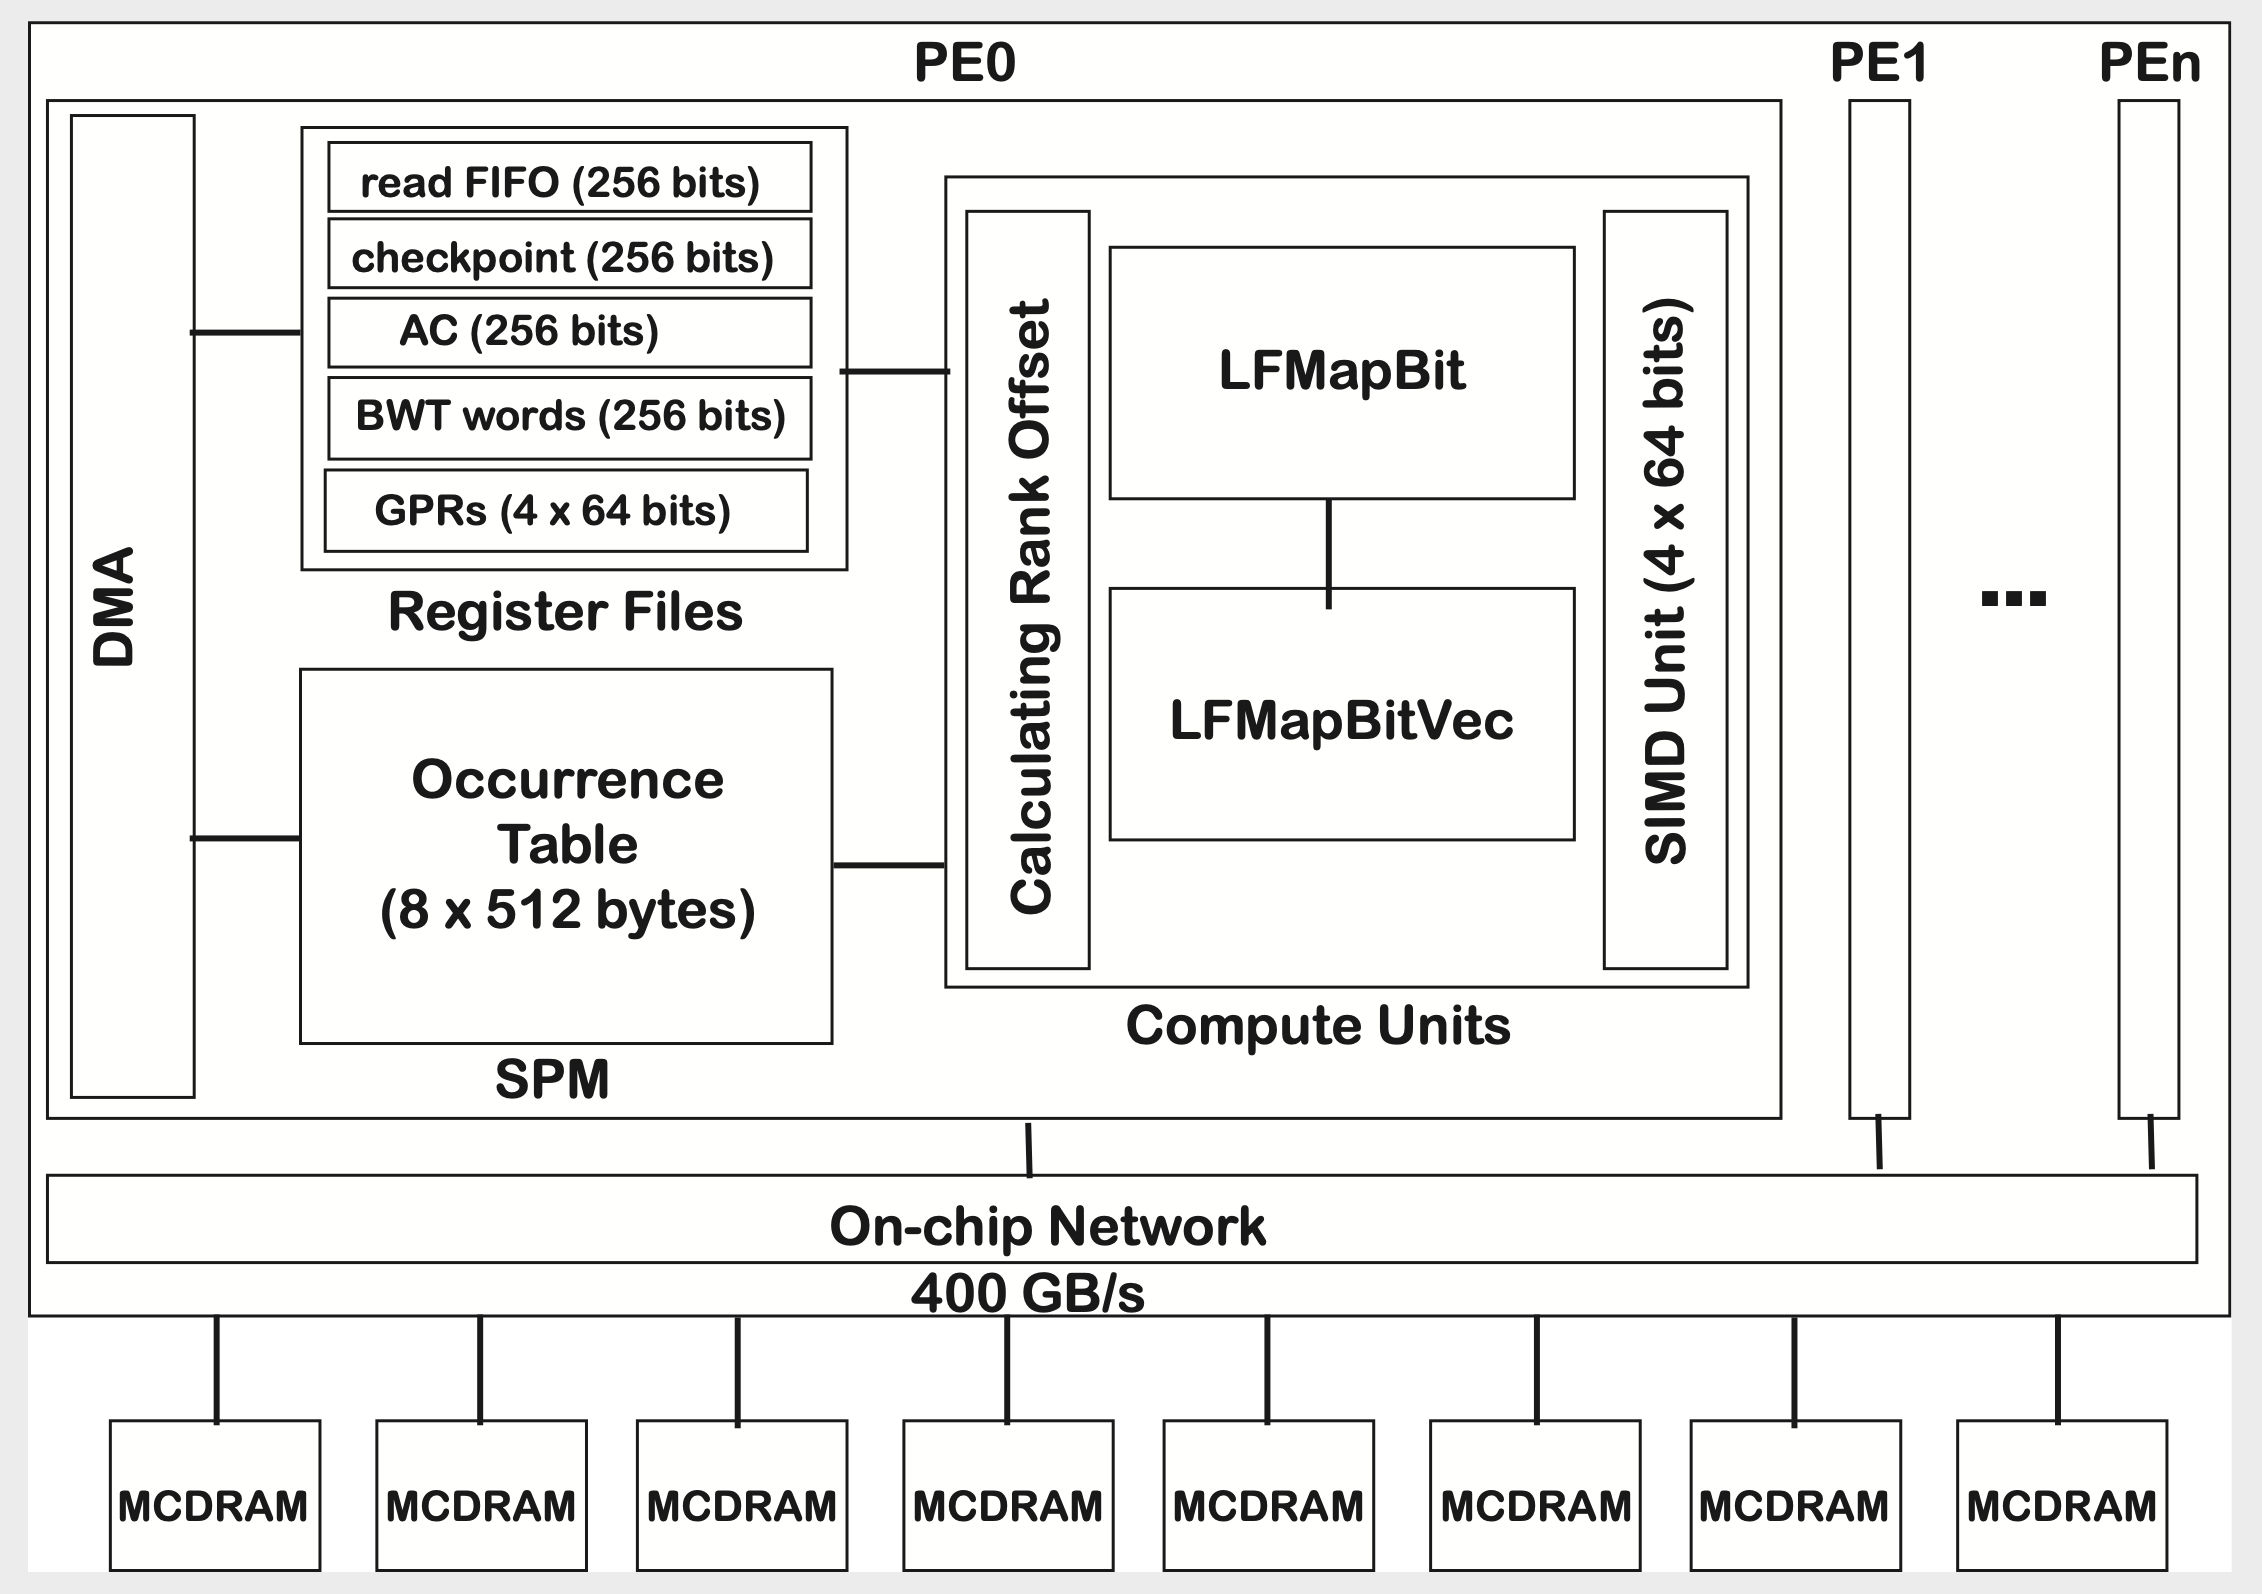 PE0
PE1
PEn
DMA
read FIFO (256 bits)
checkpoint (256 bits)
AC (256 bits)
BWT words (256 bits)
GPRs (4 x 64 bits)
Register Files
Occurrence
Table
(8 x 512 bytes)
SPM
Calculating Rank Offset
LFMapBit
LFMapBitVec
SIMD Unit (4 x 64 bits)
Compute Units
...
On-chip Network
400 GB/s
MCDRAM
MCDRAM
MCDRAM
MCDRAM
MCDRAM
MCDRAM
MCDRAM
MCDRAM